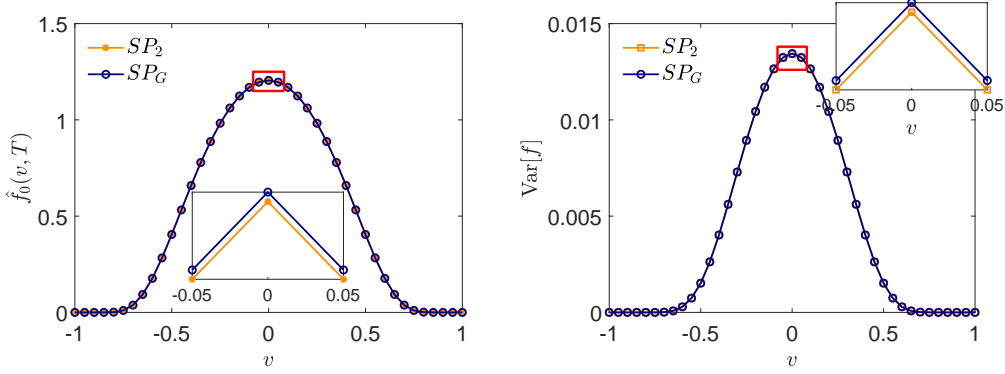 1.5
SP_2
SP_G
1
\hat{f}_0(v, T)
0.5
-0.05 0 0.05
0
-1 -0.5 0 0.5 1
v
0.015
SP_2
SP_G
-0.05 0 0.05
v
0.01
Var[f]
0.005
0
-1 -0.5 0 0.5 1
v